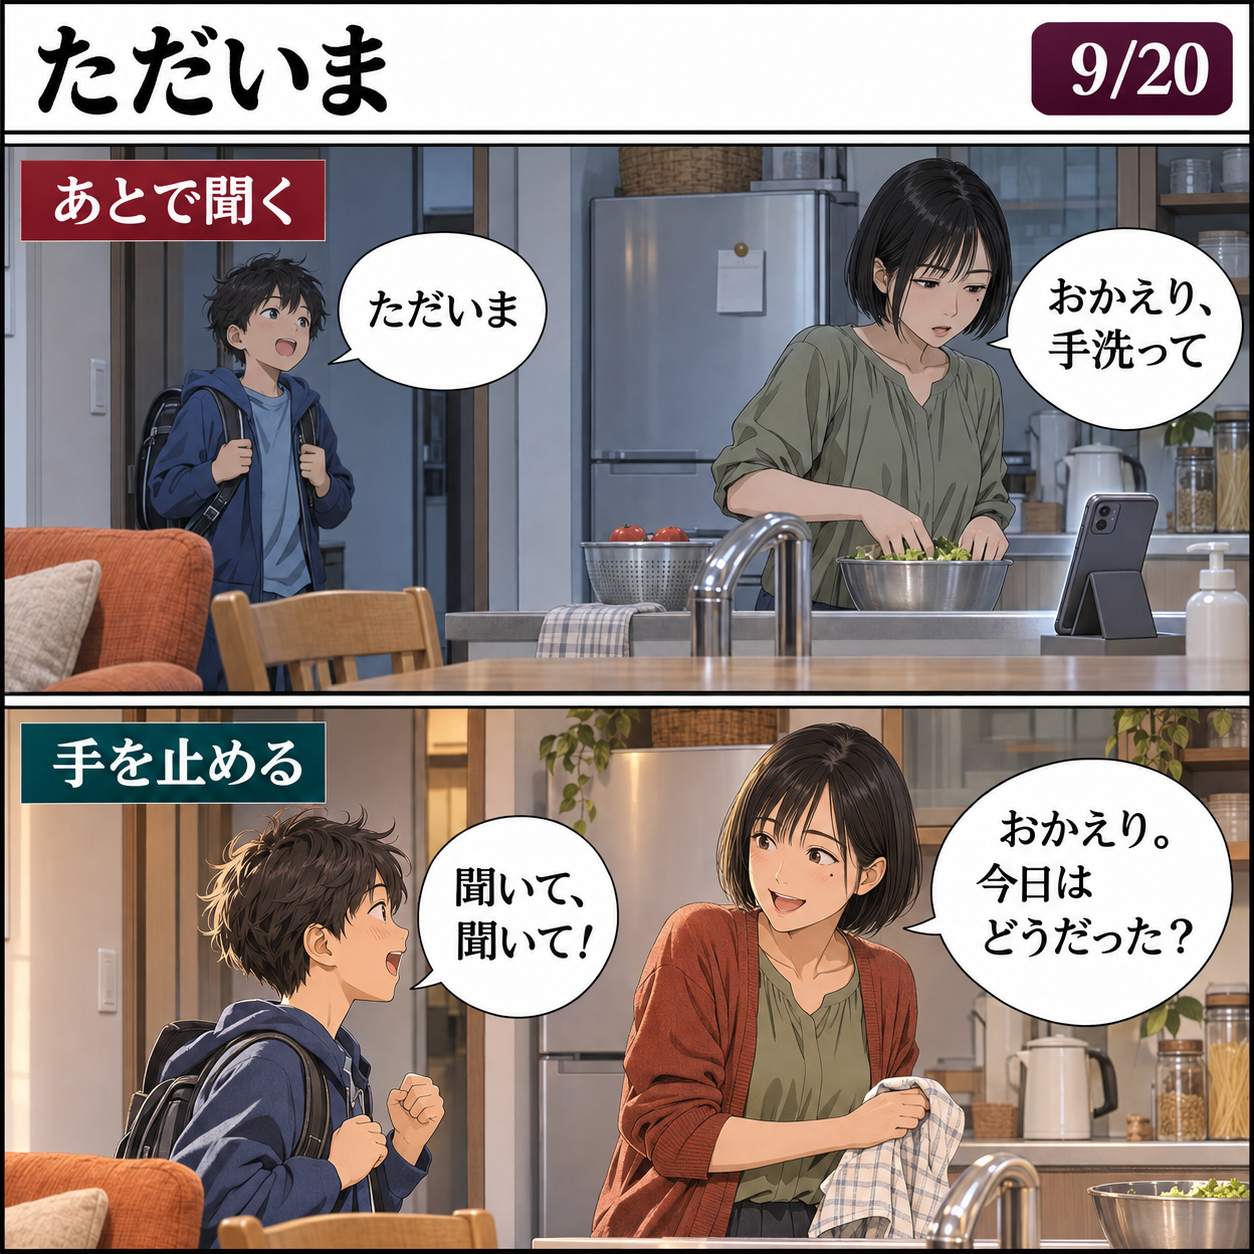 ただいま
9/20
あとで聞く
ただいま
おかえり、
手洗って
手を止める
聞いて、
聞いて!
おかえり。
今日は
どうだった?